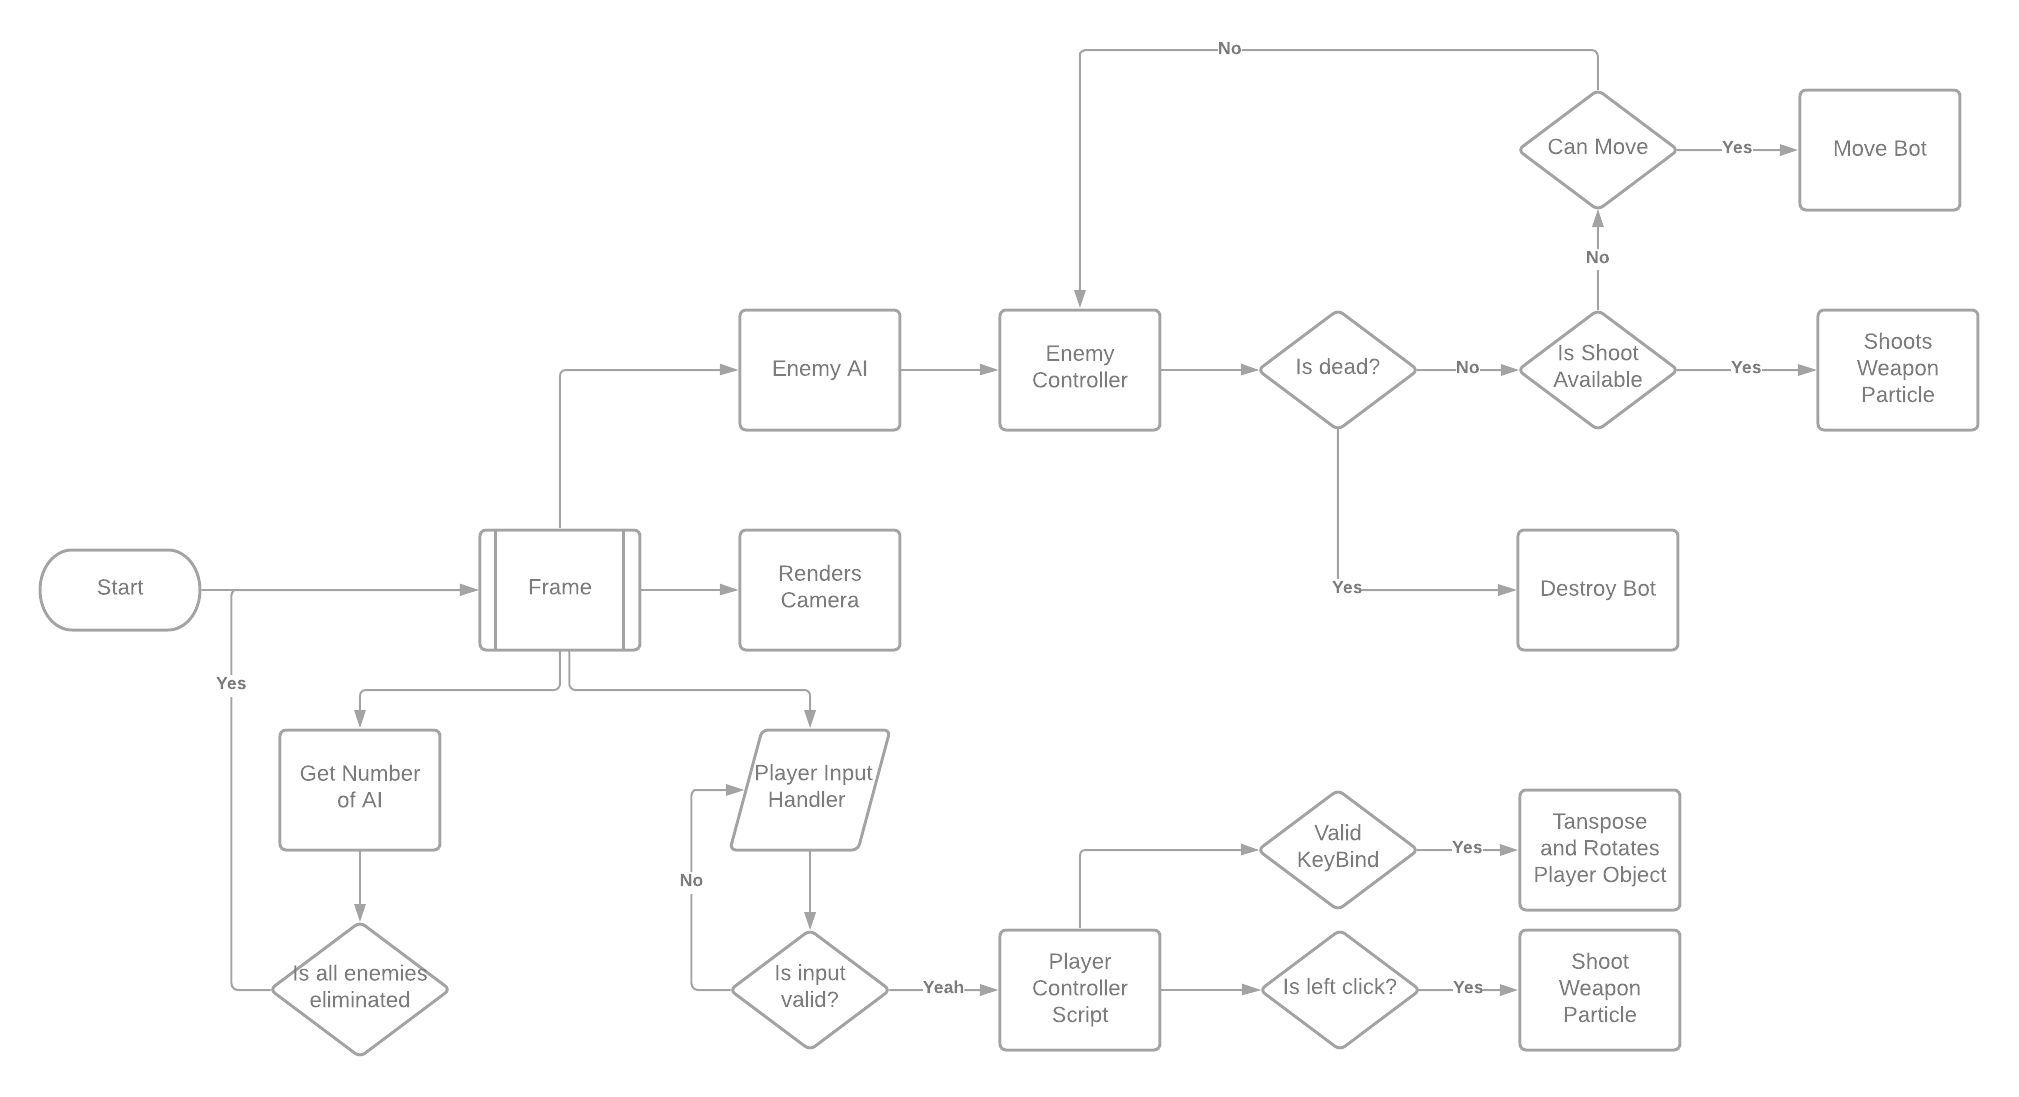 No
Can Move
Yes
Move Bot
No
Enemy AI
Enemy
Controller
Is dead?
No
Is Shoot
Available
Yes
Shoots
Weapon
Particle
Start
Frame
Renders
Camera
Yes
Destroy Bot
Yes
Get Number
of AI
Player Input
Handler
No
Valid
KeyBind
Yes
Tanspose
and Rotates
Player Object
Is all enemies
eliminated
Is input
valid?
Yeah
Player
Controller
Script
Is left click?
Yes
Shoot
Weapon
Particle